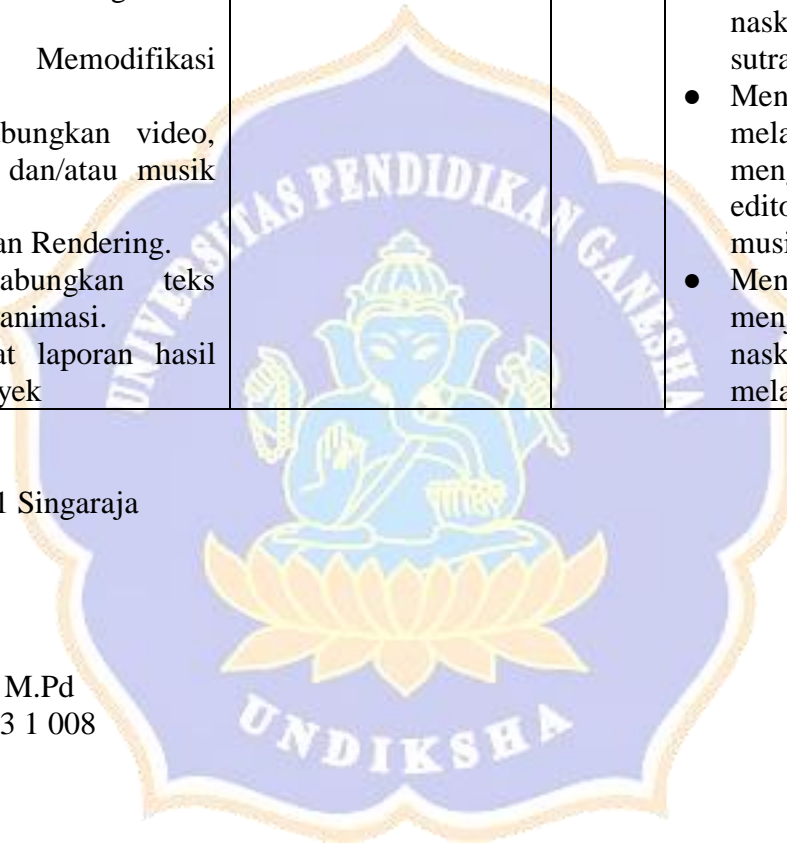 Memodifikasi
bungkan video,
dan/atau musik
an Rendering.
abungkan teks
animasi.
at laporan hasil
yek
nask
sutra
● Men
mela
men
edito
musi
● Men
menj
nask
mela
UNIVERSITAS PENDIDIKAN GANESHA
1 Singaraja
M.Pd
3 1 008
UNDIKSHA